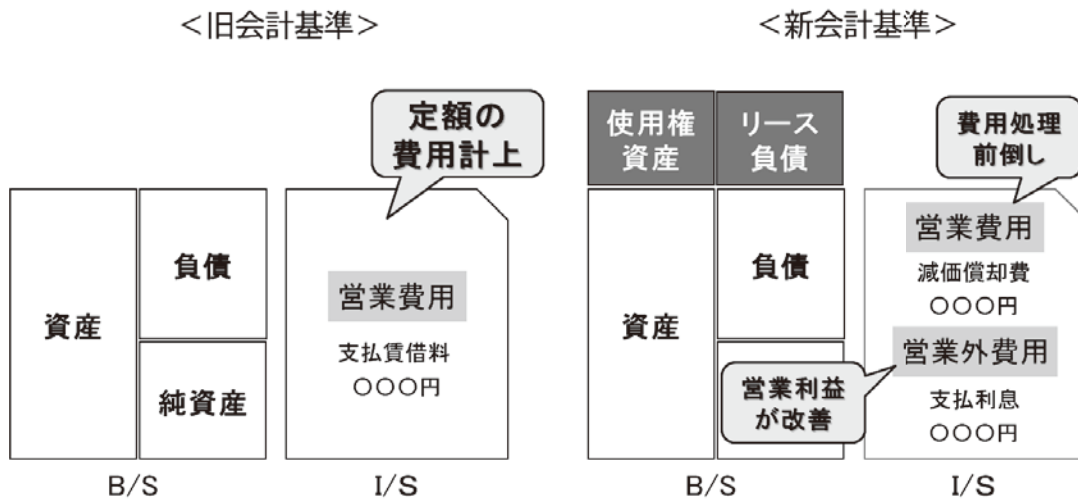 ＜旧会計基準＞
定額の
費用計上
資産
負債
純資産
営業費用
支払賃借料
○○○円
B/S
I/S
＜新会計基準＞
使用権
資産
リース
負債
資産
負債
営業利益
が改善
費用処理
前倒し
営業費用
減価償却費
○○○円
営業外費用
支払利息
○○○円
B/S
I/S